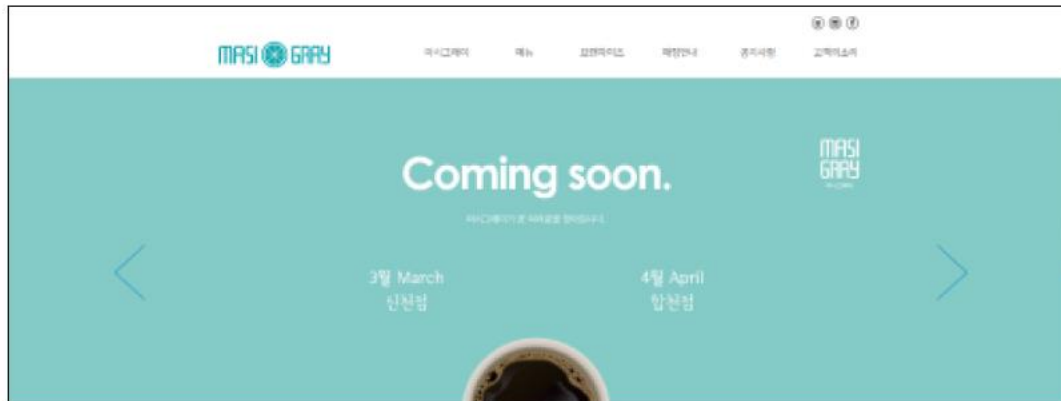 MASI GRAY
마시그레이 메뉴 프랜차이즈 매장안내 공지사항 고객의소리
MASI
GRAY
Coming soon.
3월 March
신천점
4월 April
합천점